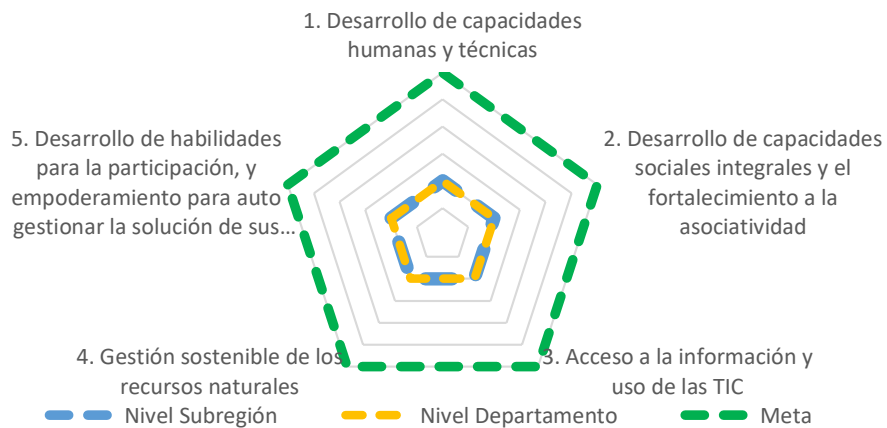 1. Desarrollo de capacidades
humanas y técnicas
5. Desarrollo de habilidades
para la participación, y
empoderamiento para auto
gestionar la solución de sus...
2. Desarrollo de capacidades
sociales integrales y el
fortalecimiento a la
asociatividad
4. Gestión sostenible de los
recursos naturales
3. Acceso a la información y
uso de las TIC
Nivel Subregión
Nivel Departamento
Meta